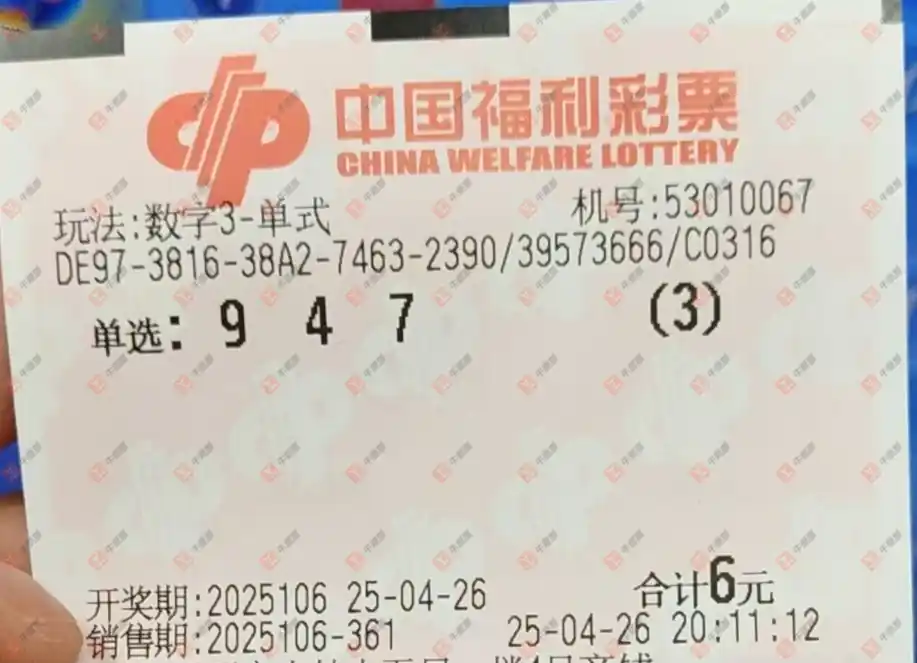 中国福利彩票
CHINA WELFARE LOTTERY
玩法:数字3-单式 机号:53010067
DE97-3816-38A2-7463-2390/39573666/C0316
单选: 9 4 7 (3)
开奖期:2025106 25-04-26 合计6元
销售期:2025106-361 25-04-26 20:11:12